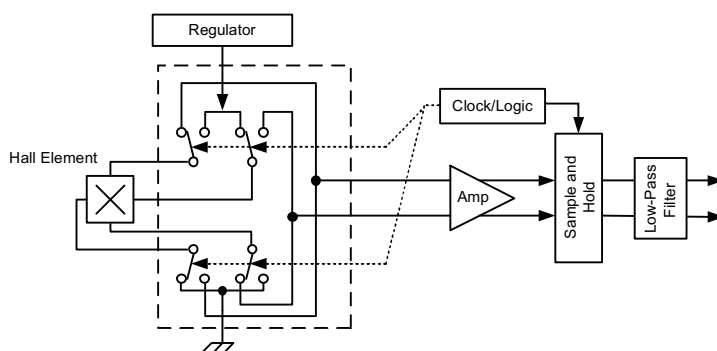 Regulator
Clock/Logic
Hall Element
Amp
Sample and
Hold
Low-Pass
Filter